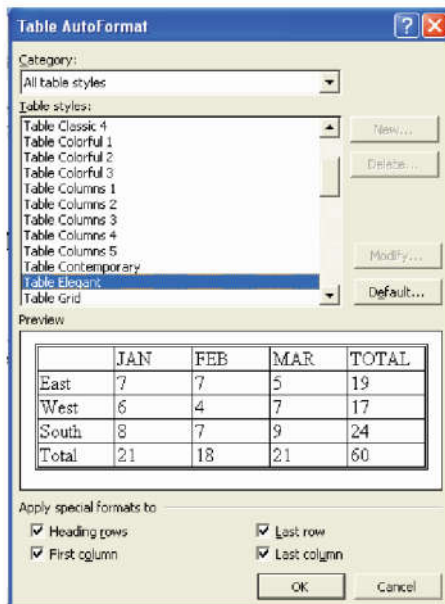 Table AutoFormat
Category:
All table styles
Table styles:
Table Classic 4
Table Colorful 1
Table Colorful 2
Table Colorful 3
Table Columns 1
Table Columns 2
Table Columns 3
Table Columns 4
Table Columns 5
Table Contemporary
Table Elegant
Table Grid
New...
Delete...
Modify...
Default...
Preview
JAN FEB MAR TOTAL
East 7 7 5 19
West 6 4 7 17
South 8 7 9 24
Total 21 18 21 60
Apply special formats to
Heading rows Last row
First column Last column
OK Cancel